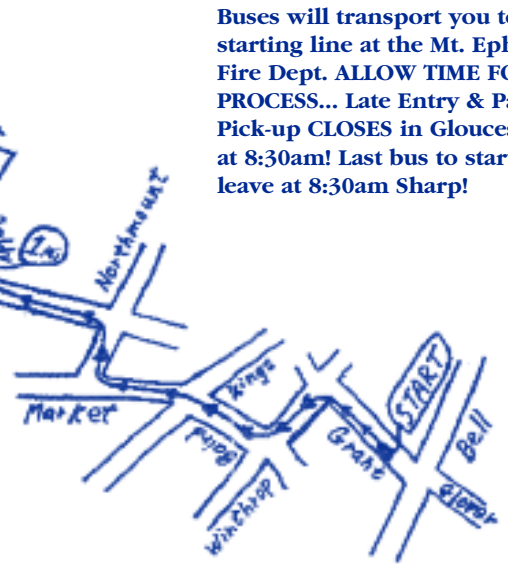 Buses will transport you t
starting line at the Mt. Eph
Fire Dept. ALLOW TIME FO
PROCESS... Late Entry & Pa
Pick-up CLOSES in Glouces
at 8:30am! Last bus to star
leave at 8:30am Sharp!
Northmount
1 Mi
Kings
START
Market
Grant
Bell
Winthrop